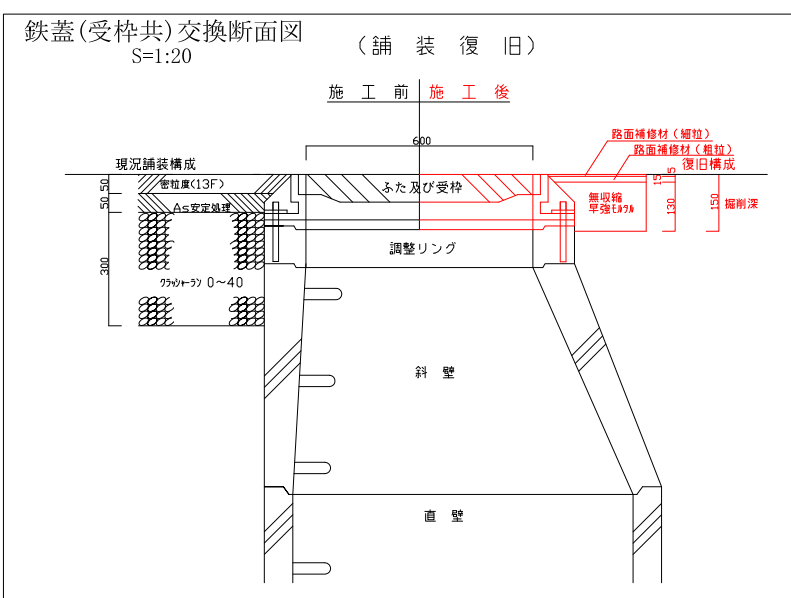 鉄蓋(受枠共)交換断面図
S=1:20
(舗装復旧)
施工前
施工後
600
路面補修材(細粒)
路面補修材(粗粒)
現況舗装構成
復旧構成
50
密粒度(13F)
ふた及び受枠
15
5
50
As安定処理
無収縮
早強モルタル
130
150
掘削深
調整リング
300
クラッシャーラン 0～40
斜壁
直壁